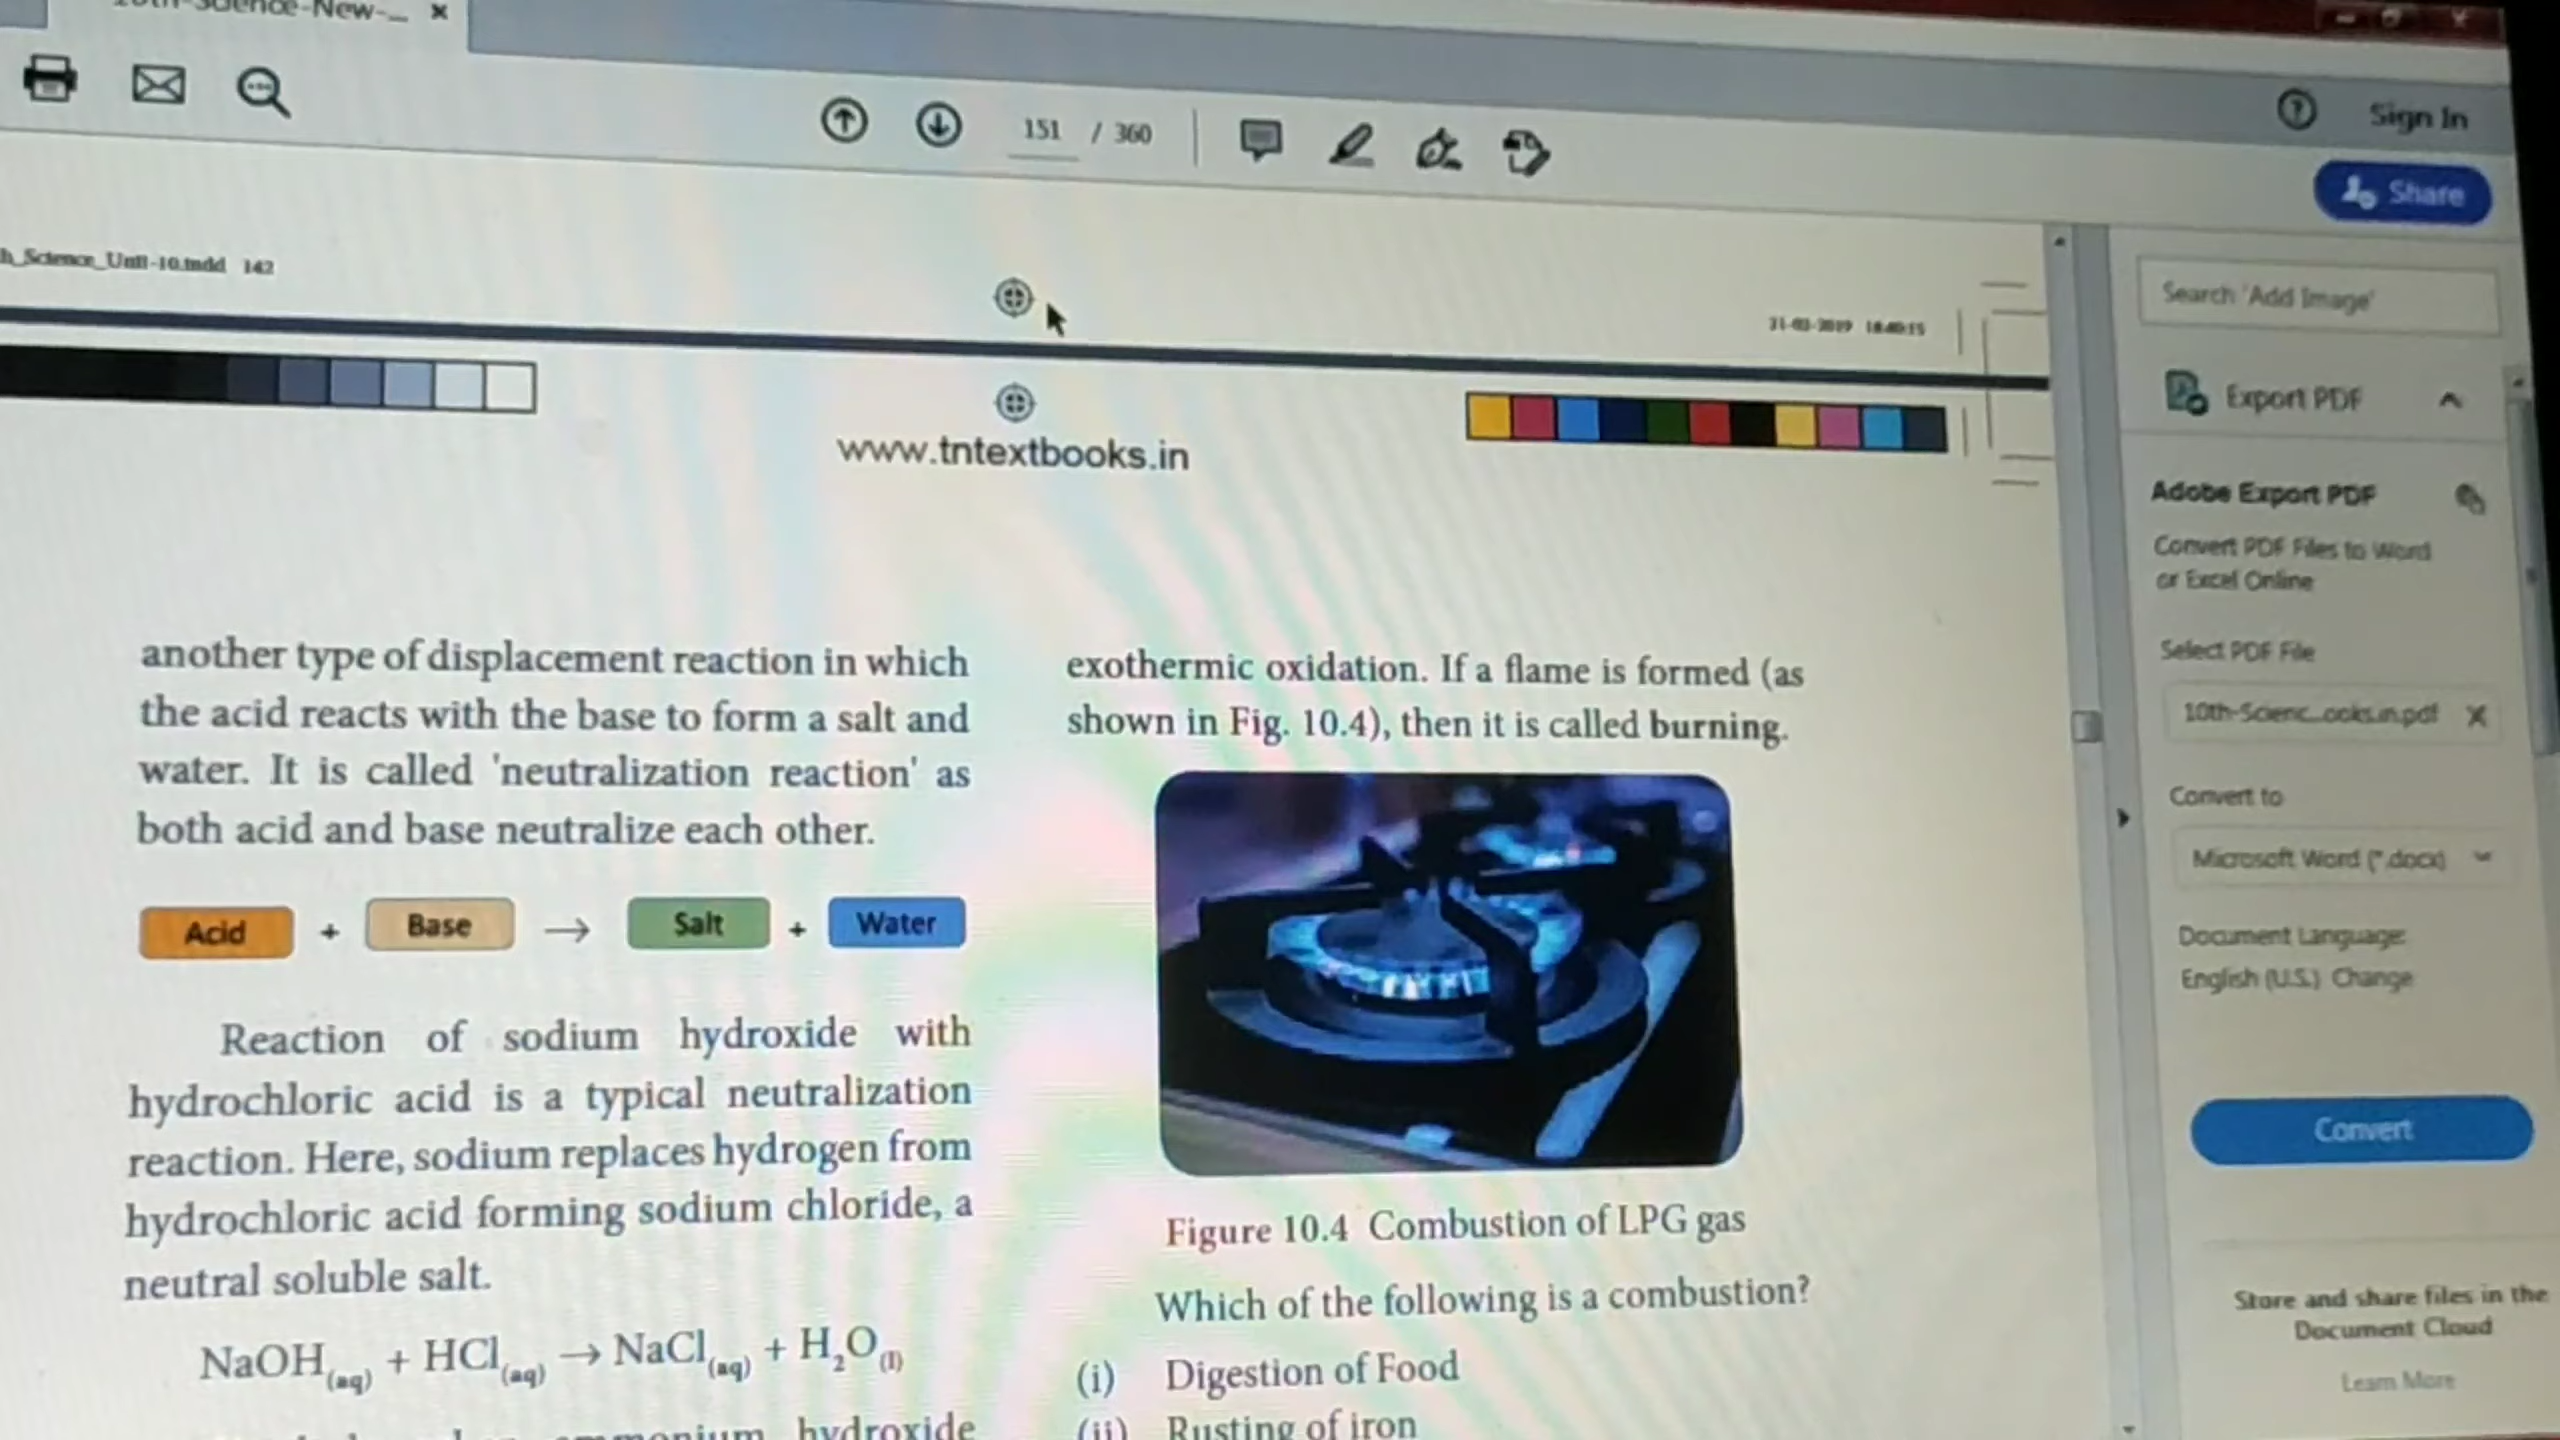 151 / 360
Sign In
Share
142
Search 'Add Image'
Export PDF
www.tntextbooks.in
Adobe Export PDF
Convert PDF Files to Word
or Excel Online
Select PDF File
10th-Scienc...ooks.in.pdf
Convert to
Microsoft Word (*.docx)
Document Language:
English (U.S.) Change
Convert
Store and share files in the
Document Cloud
Learn More
another type of displacement reaction in which
the acid reacts with the base to form a salt and
water. It is called 'neutralization reaction' as
both acid and base neutralize each other.
Acid + Base → Salt + Water
Reaction of sodium hydroxide with
hydrochloric acid is a typical neutralization
reaction. Here, sodium replaces hydrogen from
hydrochloric acid forming sodium chloride, a
neutral soluble salt.
NaOH(aq) + HCl(aq) → NaCl(aq) + H₂O(l)
hydroxide
exothermic oxidation. If a flame is formed (as
shown in Fig. 10.4), then it is called burning.
Figure 10.4 Combustion of LPG gas
Which of the following is a combustion?
(i) Digestion of Food
(ii) Rusting of iron